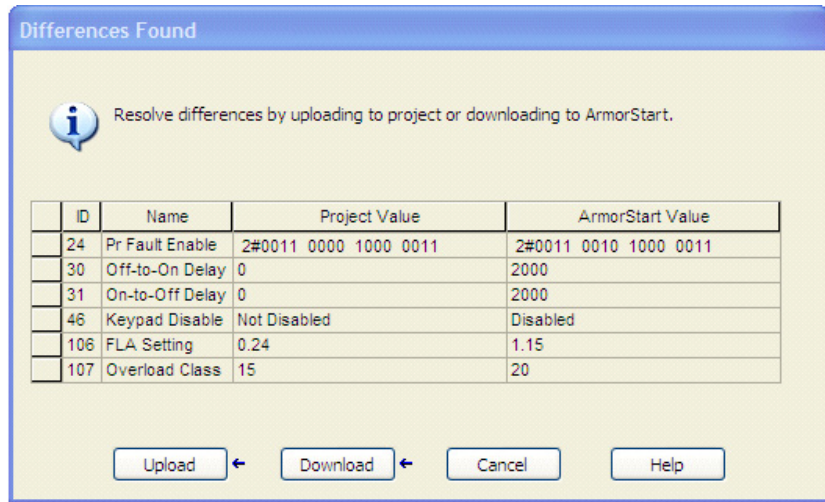 Differences Found
Resolve differences by uploading to project or downloading to ArmorStart.
ID Name Project Value ArmorStart Value
24 Pr Fault Enable 2#0011 0000 1000 0011 2#0011 0010 1000 0011
30 Off-to-On Delay 0 2000
31 On-to-Off Delay 0 2000
46 Keypad Disable Not Disabled Disabled
106 FLA Setting 0.24 1.15
107 Overload Class 15 20
Upload Download Cancel Help